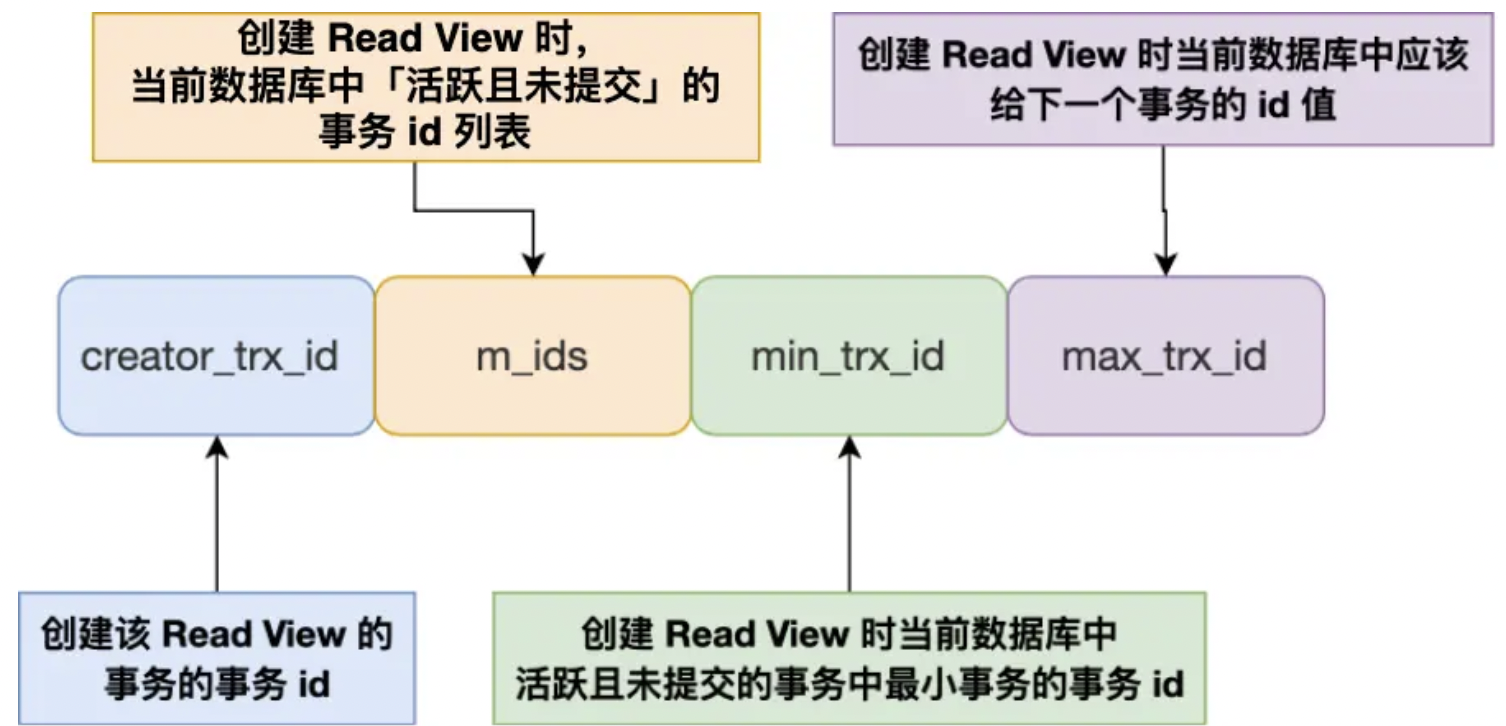 创建 Read View 时，
当前数据库中「活跃且未提交」的
事务 id 列表
创建 Read View 时当前数据库中应该
给下一个事务的 id 值
creator_trx_id
m_ids
min_trx_id
max_trx_id
创建该 Read View 的
事务的事务 id
创建 Read View 时当前数据库中
活跃且未提交的事务中最小事务的事务 id